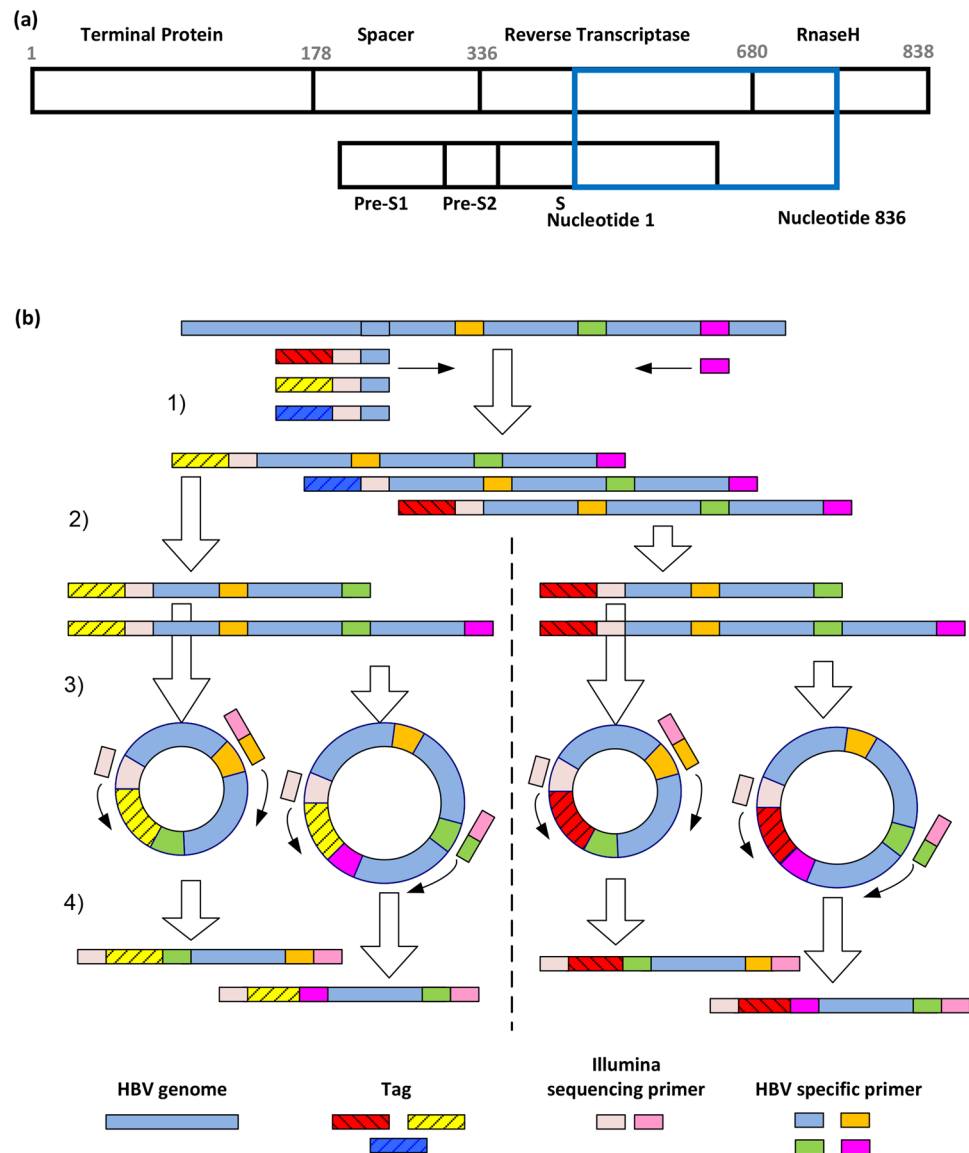 (a)
Terminal Protein Spacer Reverse Transcriptase RnaseH
1 178 336 680 838
Pre-S1 Pre-S2 S
Nucleotide 1 Nucleotide 836
(b)
1)
2)
3)
4)
HBV genome Tag Illumina sequencing primer HBV specific primer